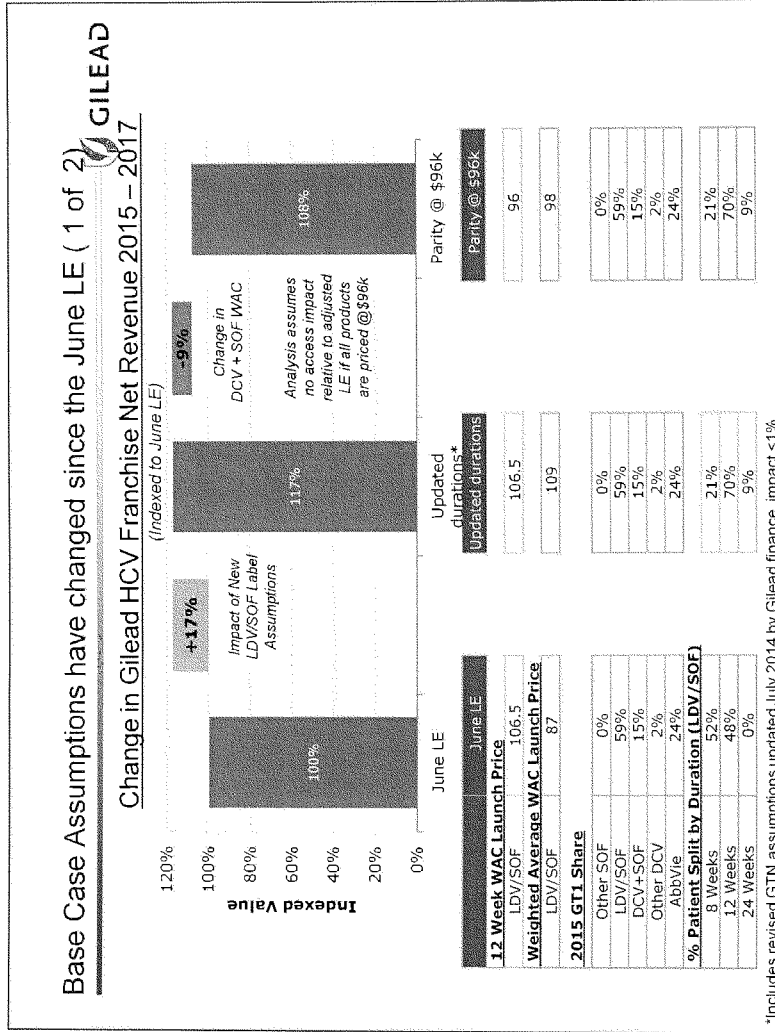 Base Case Assumptions have changed since the June LE ( 1 of 2)
GILEAD
Change in Gilead HCV Franchise Net Revenue 2015 – 2017
(Indexed to June LE)
Indexed Value
120%
100%
80%
60%
40%
20%
0%
100%
+17%
Impact of New
LDV/SOF Label
Assumptions
117%
-9%
Change in
DCV + SOF WAC
Analysis assumes
no access impact
relative to adjusted
LE if all products
are priced @$96k
108%
June LE
Updated
durations*
Parity @ $96k
June LE Updated durations Parity @ $96k
12 Week WAC Launch Price
LDV/SOF 106.5 106.5 96
Weighted Average WAC Launch Price
LDV/SOF 87 109 98
2015 GT1 Share
Other SOF 0% 0% 0%
LDV/SOF 59% 59% 59%
DCV+SOF 15% 15% 15%
Other DCV 2% 2% 2%
AbbVie 24% 24% 24%
% Patient Split by Duration (LDV/SOF)
8 Weeks 52% 21% 21%
12 Weeks 48% 70% 70%
24 Weeks 0% 9% 9%
*Includes revised GTN assumptions updated July 2014 by Gilead finance, impact <1%